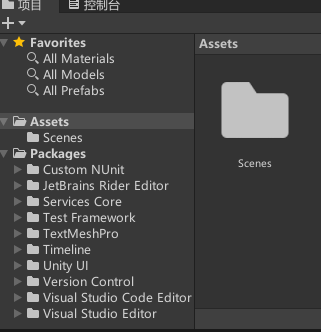 项目
控制台
Favorites
All Materials
All Models
All Prefabs
Assets
Scenes
Packages
Custom NUnit
JetBrains Rider Editor
Services Core
Test Framework
TextMeshPro
Timeline
Unity UI
Version Control
Visual Studio Code Editor
Visual Studio Editor
Assets
Scenes